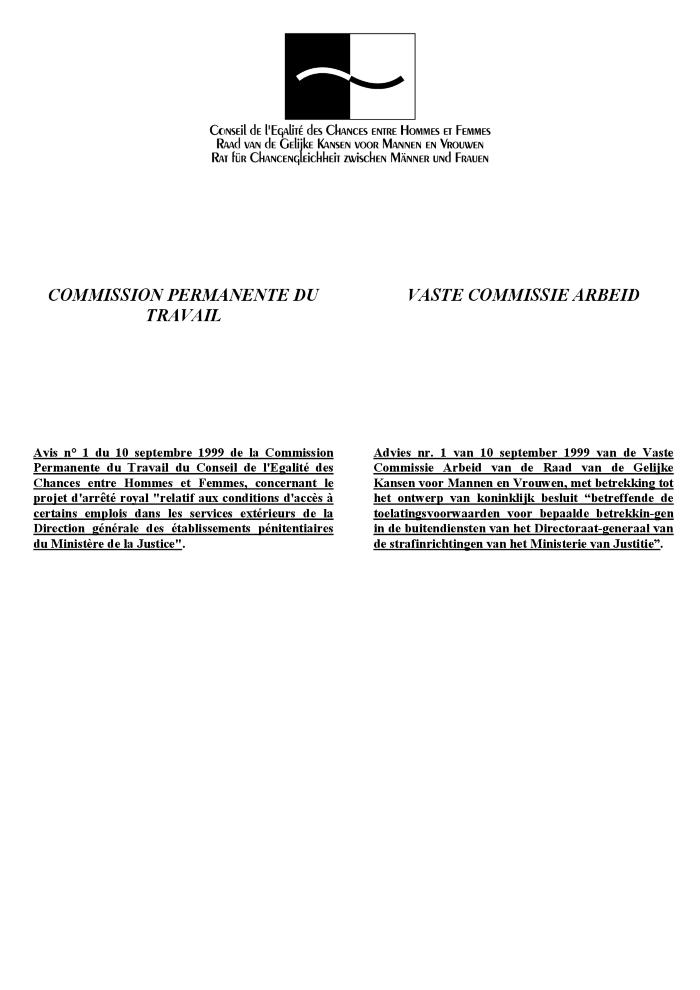 Conseil de l'Egalité des Chances entre Hommes et Femmes
Raad van de Gelijke Kansen voor Mannen en Vrouwen
Rat für Chancengleichheit zwischen Männer und Frauen
COMMISSION PERMANENTE DU
TRAVAIL
Avis n° 1 du 10 septembre 1999 de la Commission
Permanente du Travail du Conseil de l'Egalité des
Chances entre Hommes et Femmes, concernant le
projet d'arrêté royal "relatif aux conditions d'accès à
certains emplois dans les services extérieurs de la
Direction générale des établissements pénitentiaires
du Ministère de la Justice".
VASTE COMMISSIE ARBEID
Advies nr. 1 van 10 september 1999 van de Vaste
Commissie Arbeid van de Raad van de Gelijke
Kansen voor Mannen en Vrouwen, met betrekking tot
het ontwerp van koninklijk besluit “betreffende de
toelatingsvoorwaarden voor bepaalde betrekkin-gen
in de buitendiensten van het Directoraat-generaal van
de strafinrichtingen van het Ministerie van Justitie”.